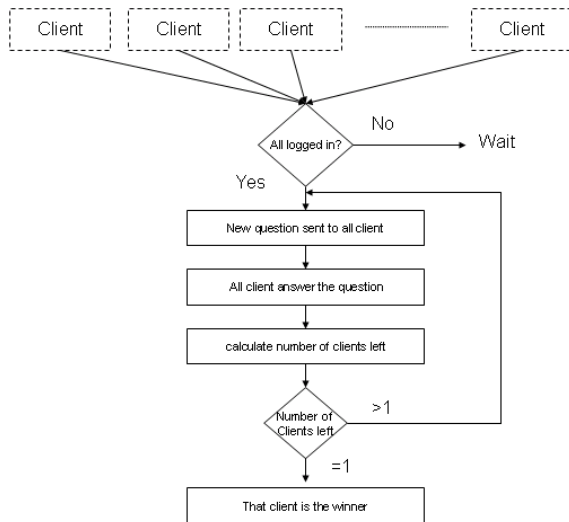 Client
Client
Client
Client
All logged in?
No
Wait
Yes
New question sent to all client
All client answer the question
calculate number of clients left
Number of
Clients left
>1
=1
That client is the winner